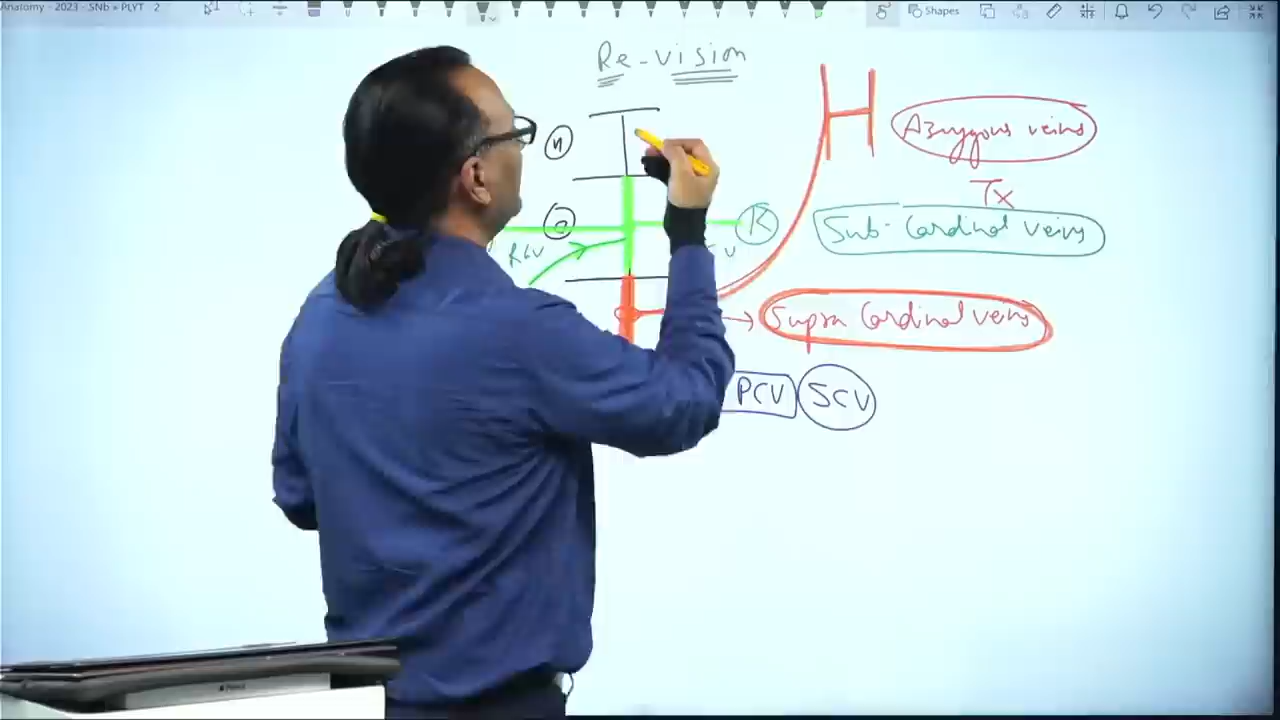 Anatomy - 2023 - SNb » PLYT 2
Shapes
Re-vision
H
Azygous veins
Tx
Sub-Cardinal veins
K
RCV
Supra Cardinal veins
PCV SCV